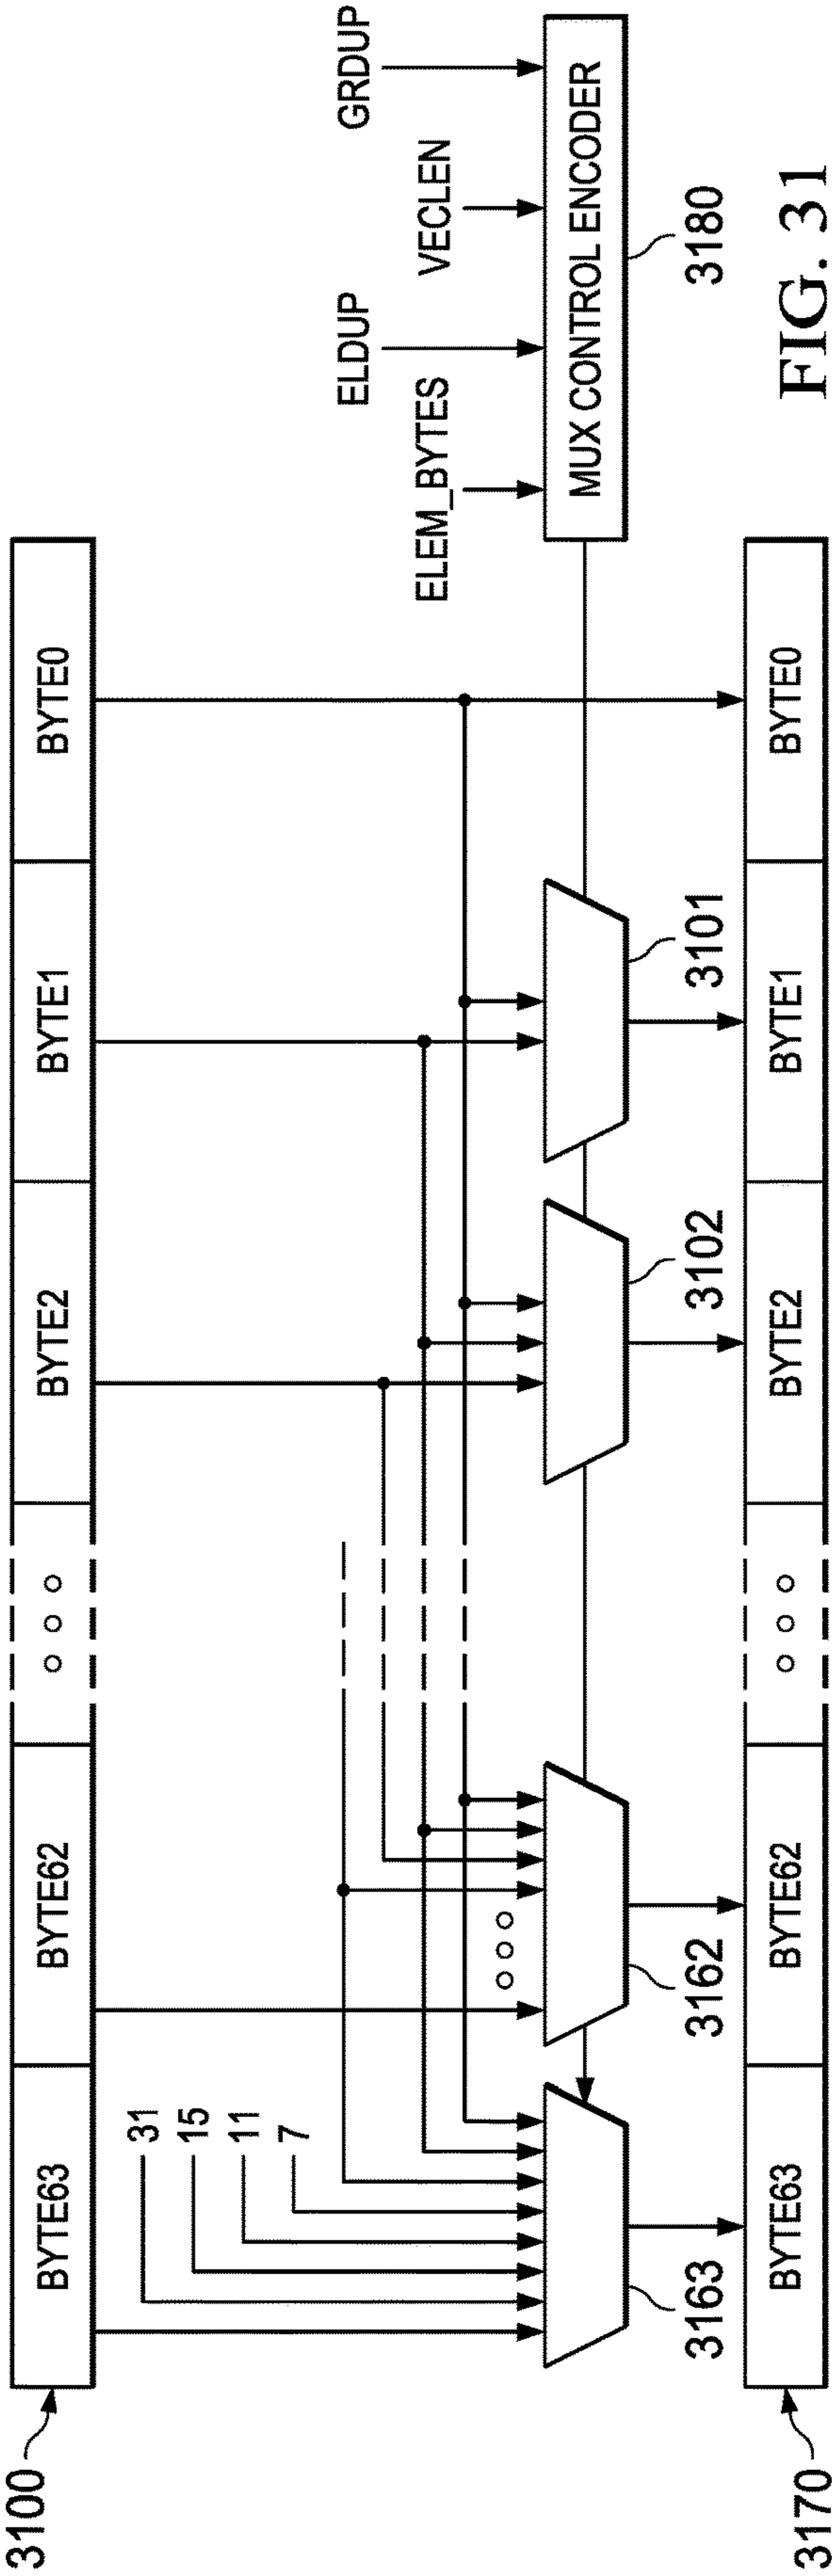 3100
BYTE63
BYTE62
BYTE2
BYTE1
BYTE0
31
15
11
7
GRDUP
ELDUP
VECLEN
ELEM_BYTES
MUX CONTROL ENCODER
3163
3162
3102
3101
3180
3170
BYTE63
BYTE62
BYTE2
BYTE1
BYTE0
FIG. 31